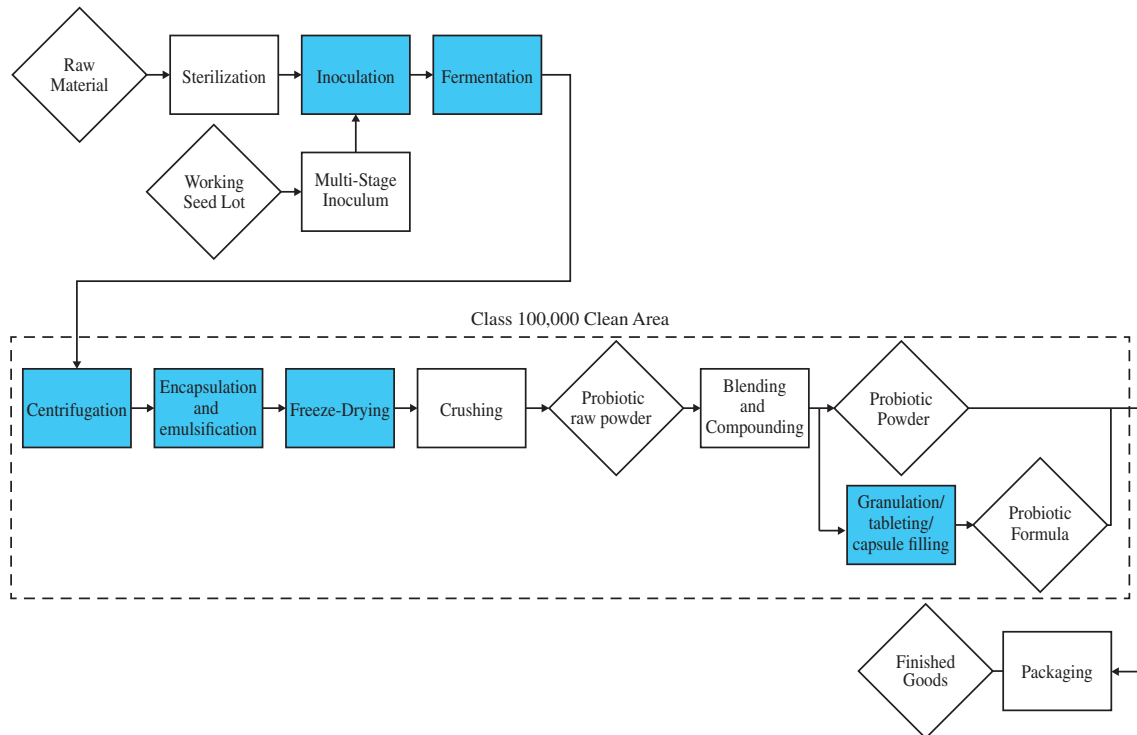 Raw
Material
Sterilization
Inoculation
Fermentation
Working
Seed Lot
Multi-Stage
Inoculum
Class 100,000 Clean Area
Centrifugation
Encapsulation
and
emulsification
Freeze-Drying
Crushing
Probiotic
raw powder
Blending
and
Compounding
Probiotic
Powder
Granulation/
tableting/
capsule filling
Probiotic
Formula
Finished
Goods
Packaging